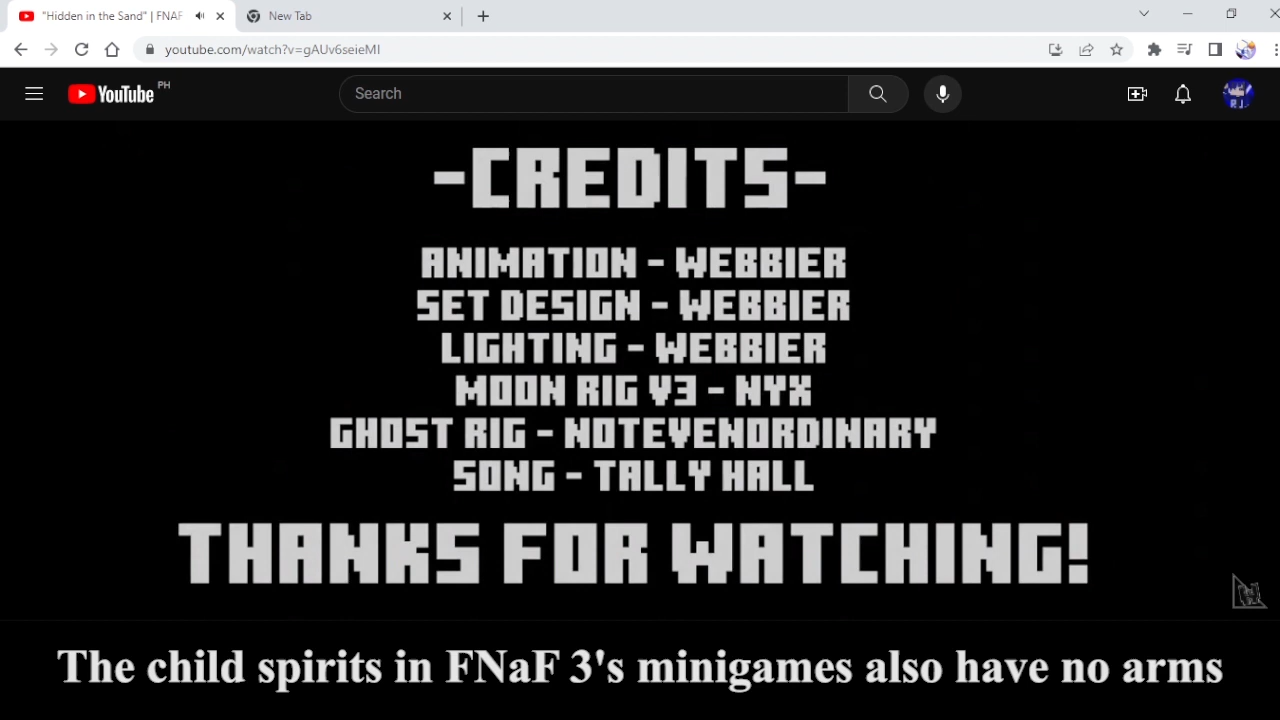 "Hidden in the Sand" | FNAF
New Tab
youtube.com/watch?v=gAUv6seieMI
YouTube PH
Search
R.J.
-CREDITS-
ANIMATION - WEBBIER
SET DESIGN - WEBBIER
LIGHTING - WEBBIER
MOON RIG V3 - NYX
GHOST RIG - NOTEVENORDINARY
SONG - TALLY HALL
THANKS FOR WATCHING!
The child spirits in FNaF 3's minigames also have no arms